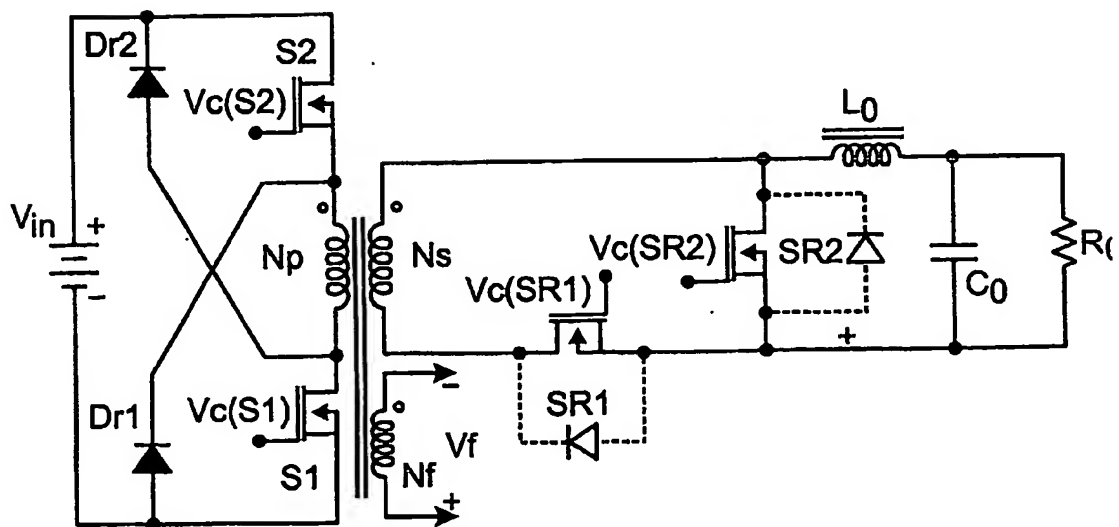 Dr2
S2
Vc(S2)
L0
Vin
+
−
Np
Ns
Vc(SR1)
Vc(SR2)
SR2
C0
+
Dr1
Vc(S1)
S1
−
Vf
Nf
+
SR1